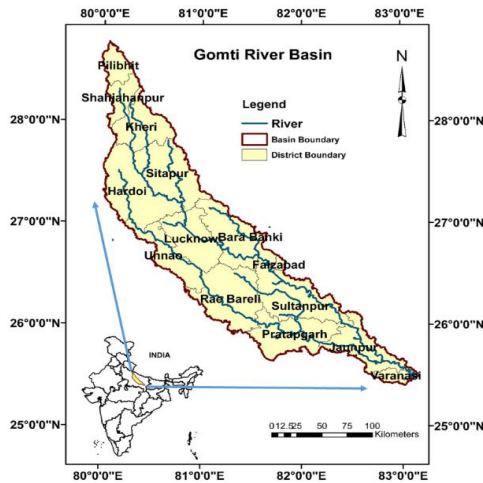 80°0'0"E 81°0'0"E 82°0'0"E 83°0'0"E
Gomti River Basin
N
Pilibhit
Shahjahanpur
Kheri
Sitapur
Hardoi
Lucknow
Bara Banki
Unnao
Faizabad
Rae Bareli
Sultanpur
Pratapgarh
Jaunpur
Varanasi
Legend
River
Basin Boundary
District Boundary
28°0'0"N
27°0'0"N
26°0'0"N
25°0'0"N
28°0'0"N
27°0'0"N
26°0'0"N
25°0'0"N
INDIA
012.525 50 75 100
Kilometers
80°0'0"E 81°0'0"E 82°0'0"E 83°0'0"E